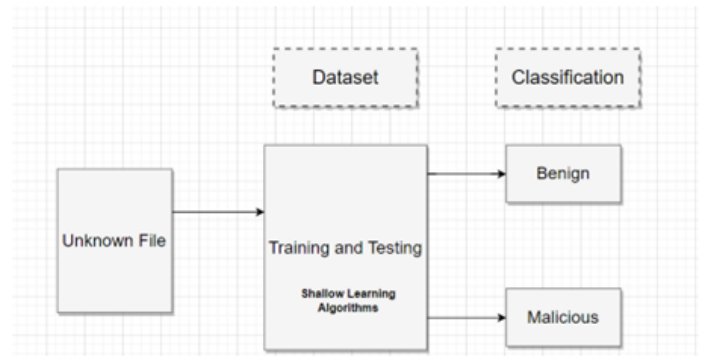 Dataset
Classification
Unknown File
Training and Testing
Shallow Learning
Algorithms
Benign
Malicious